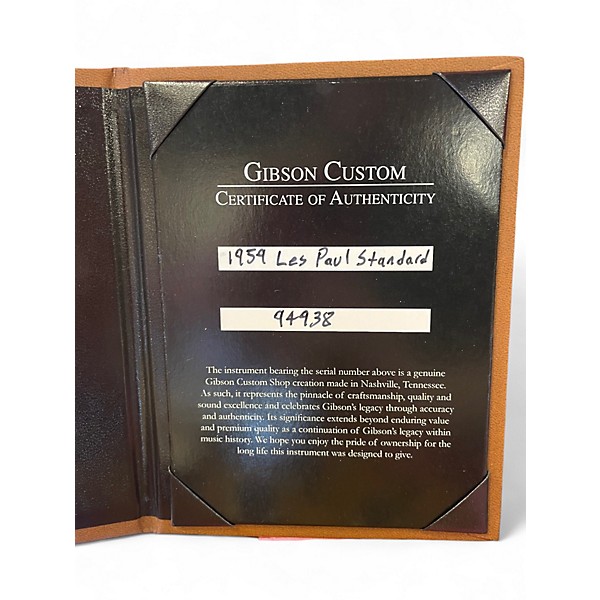 GIBSON CUSTOM
CERTIFICATE OF AUTHENTICITY
1959 Les Paul Standard
94938
The instrument bearing the serial number above is a genuine
Gibson Custom Shop creation made in Nashville, Tennessee.
As such, it represents the pinnacle of craftsmanship, quality and
sound excellence and celebrates Gibson's legacy through accuracy
and authenticity. Its significance extends beyond enduring value
and premium quality as a continuation of Gibson's legacy within
music history. We hope you enjoy the pride of ownership for the
long life this instrument was designed to give.